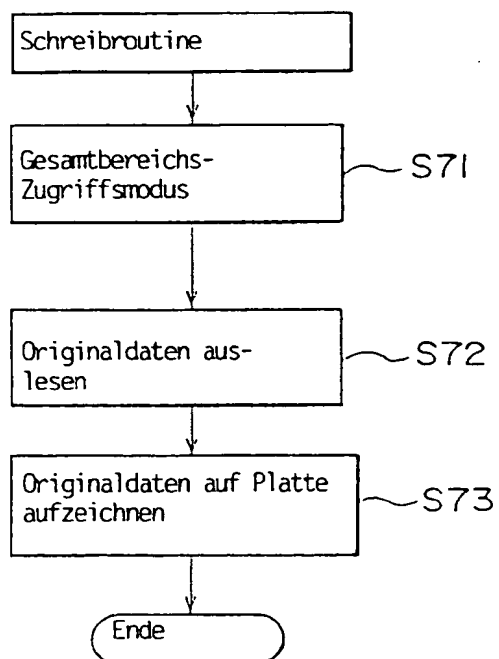 Schreibroutine
Gesamtbereichs-
Zugriffsmodus
S71
Originaldaten aus-
lesen
S72
Originaldaten auf Platte
aufzeichnen
S73
Ende